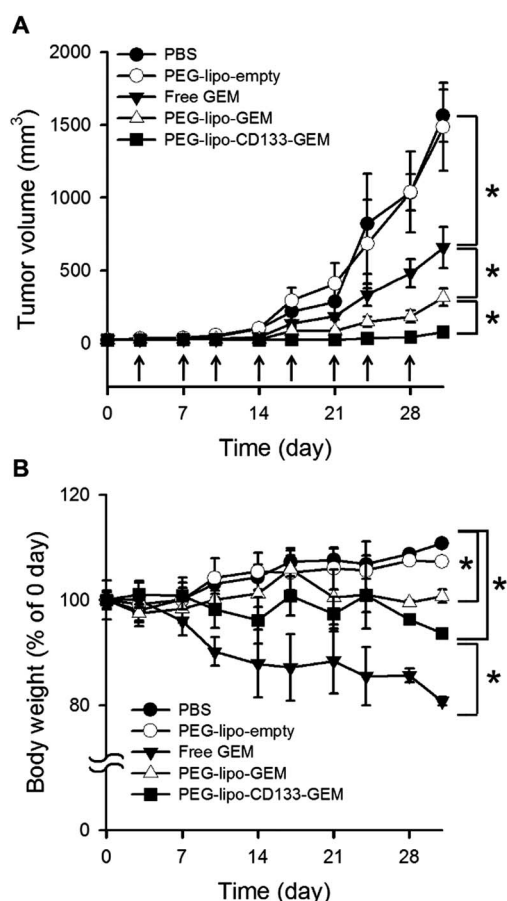 A
2000
1500
1000
500
0
Tumor volume (mm³)
PBS
PEG-lipo-empty
Free GEM
PEG-lipo-GEM
PEG-lipo-CD133-GEM
*
*
*
0 7 14 21 28
Time (day)
B
120
100
80
0
Body weight (% of 0 day)
*
*
*
PBS
PEG-lipo-empty
Free GEM
PEG-lipo-GEM
PEG-lipo-CD133-GEM
0 7 14 21 28
Time (day)